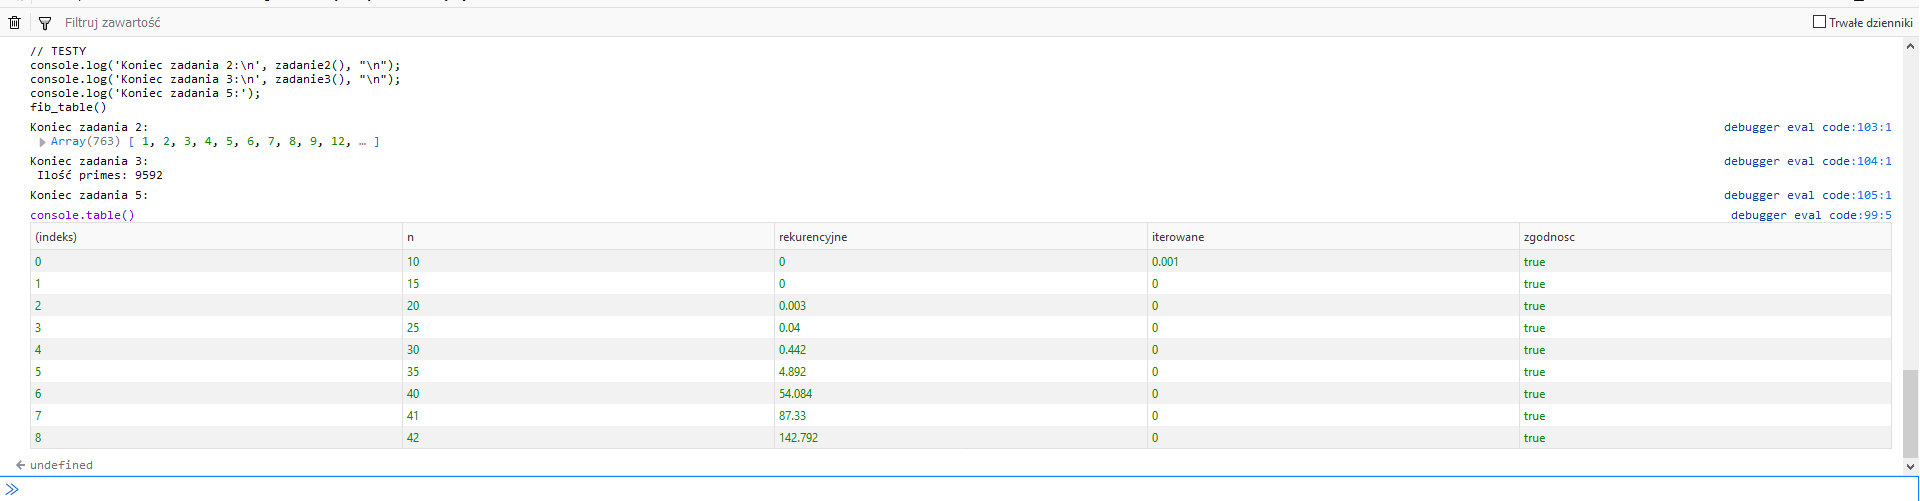 Filtruj zawartość
Trwałe dzienniki
// TESTY
console.log('Koniec zadania 2:\n', zadanie2(), "\n");
console.log('Koniec zadania 3:\n', zadanie3(), "\n");
console.log('Koniec zadania 5:');
fib_table()
Koniec zadania 2: debugger eval code:103:1
Array(763) [ 1, 2, 3, 4, 5, 6, 7, 8, 9, 12, … ]
Koniec zadania 3: debugger eval code:104:1
Ilość primes: 9592
Koniec zadania 5: debugger eval code:105:1
console.table() debugger eval code:99:5
(indeks) n rekurencyjne iterowane zgodnosc
0 10 0 0.001 true
1 15 0 0 true
2 20 0.003 0 true
3 25 0.04 0 true
4 30 0.442 0 true
5 35 4.892 0 true
6 40 54.084 0 true
7 41 87.33 0 true
8 42 142.792 0 true
undefined